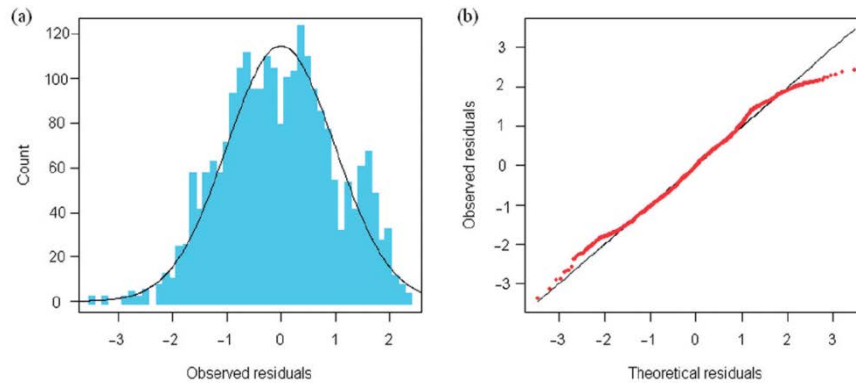 (a)
120
100
80
60
40
20
0
Count
−3 −2 −1 0 1 2
Observed residuals
(b)
3
2
1
0
−1
−2
−3
Observed residuals
−3 −2 −1 0 1 2 3
Theoretical residuals